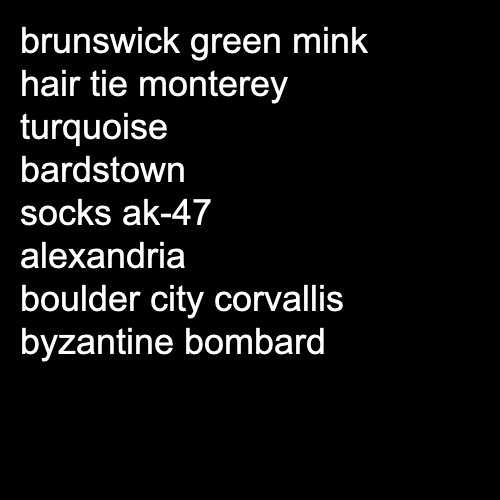 brunswick green mink
hair tie monterey
turquoise
bardstown
socks ak-47
alexandria
boulder city corvallis
byzantine bombard